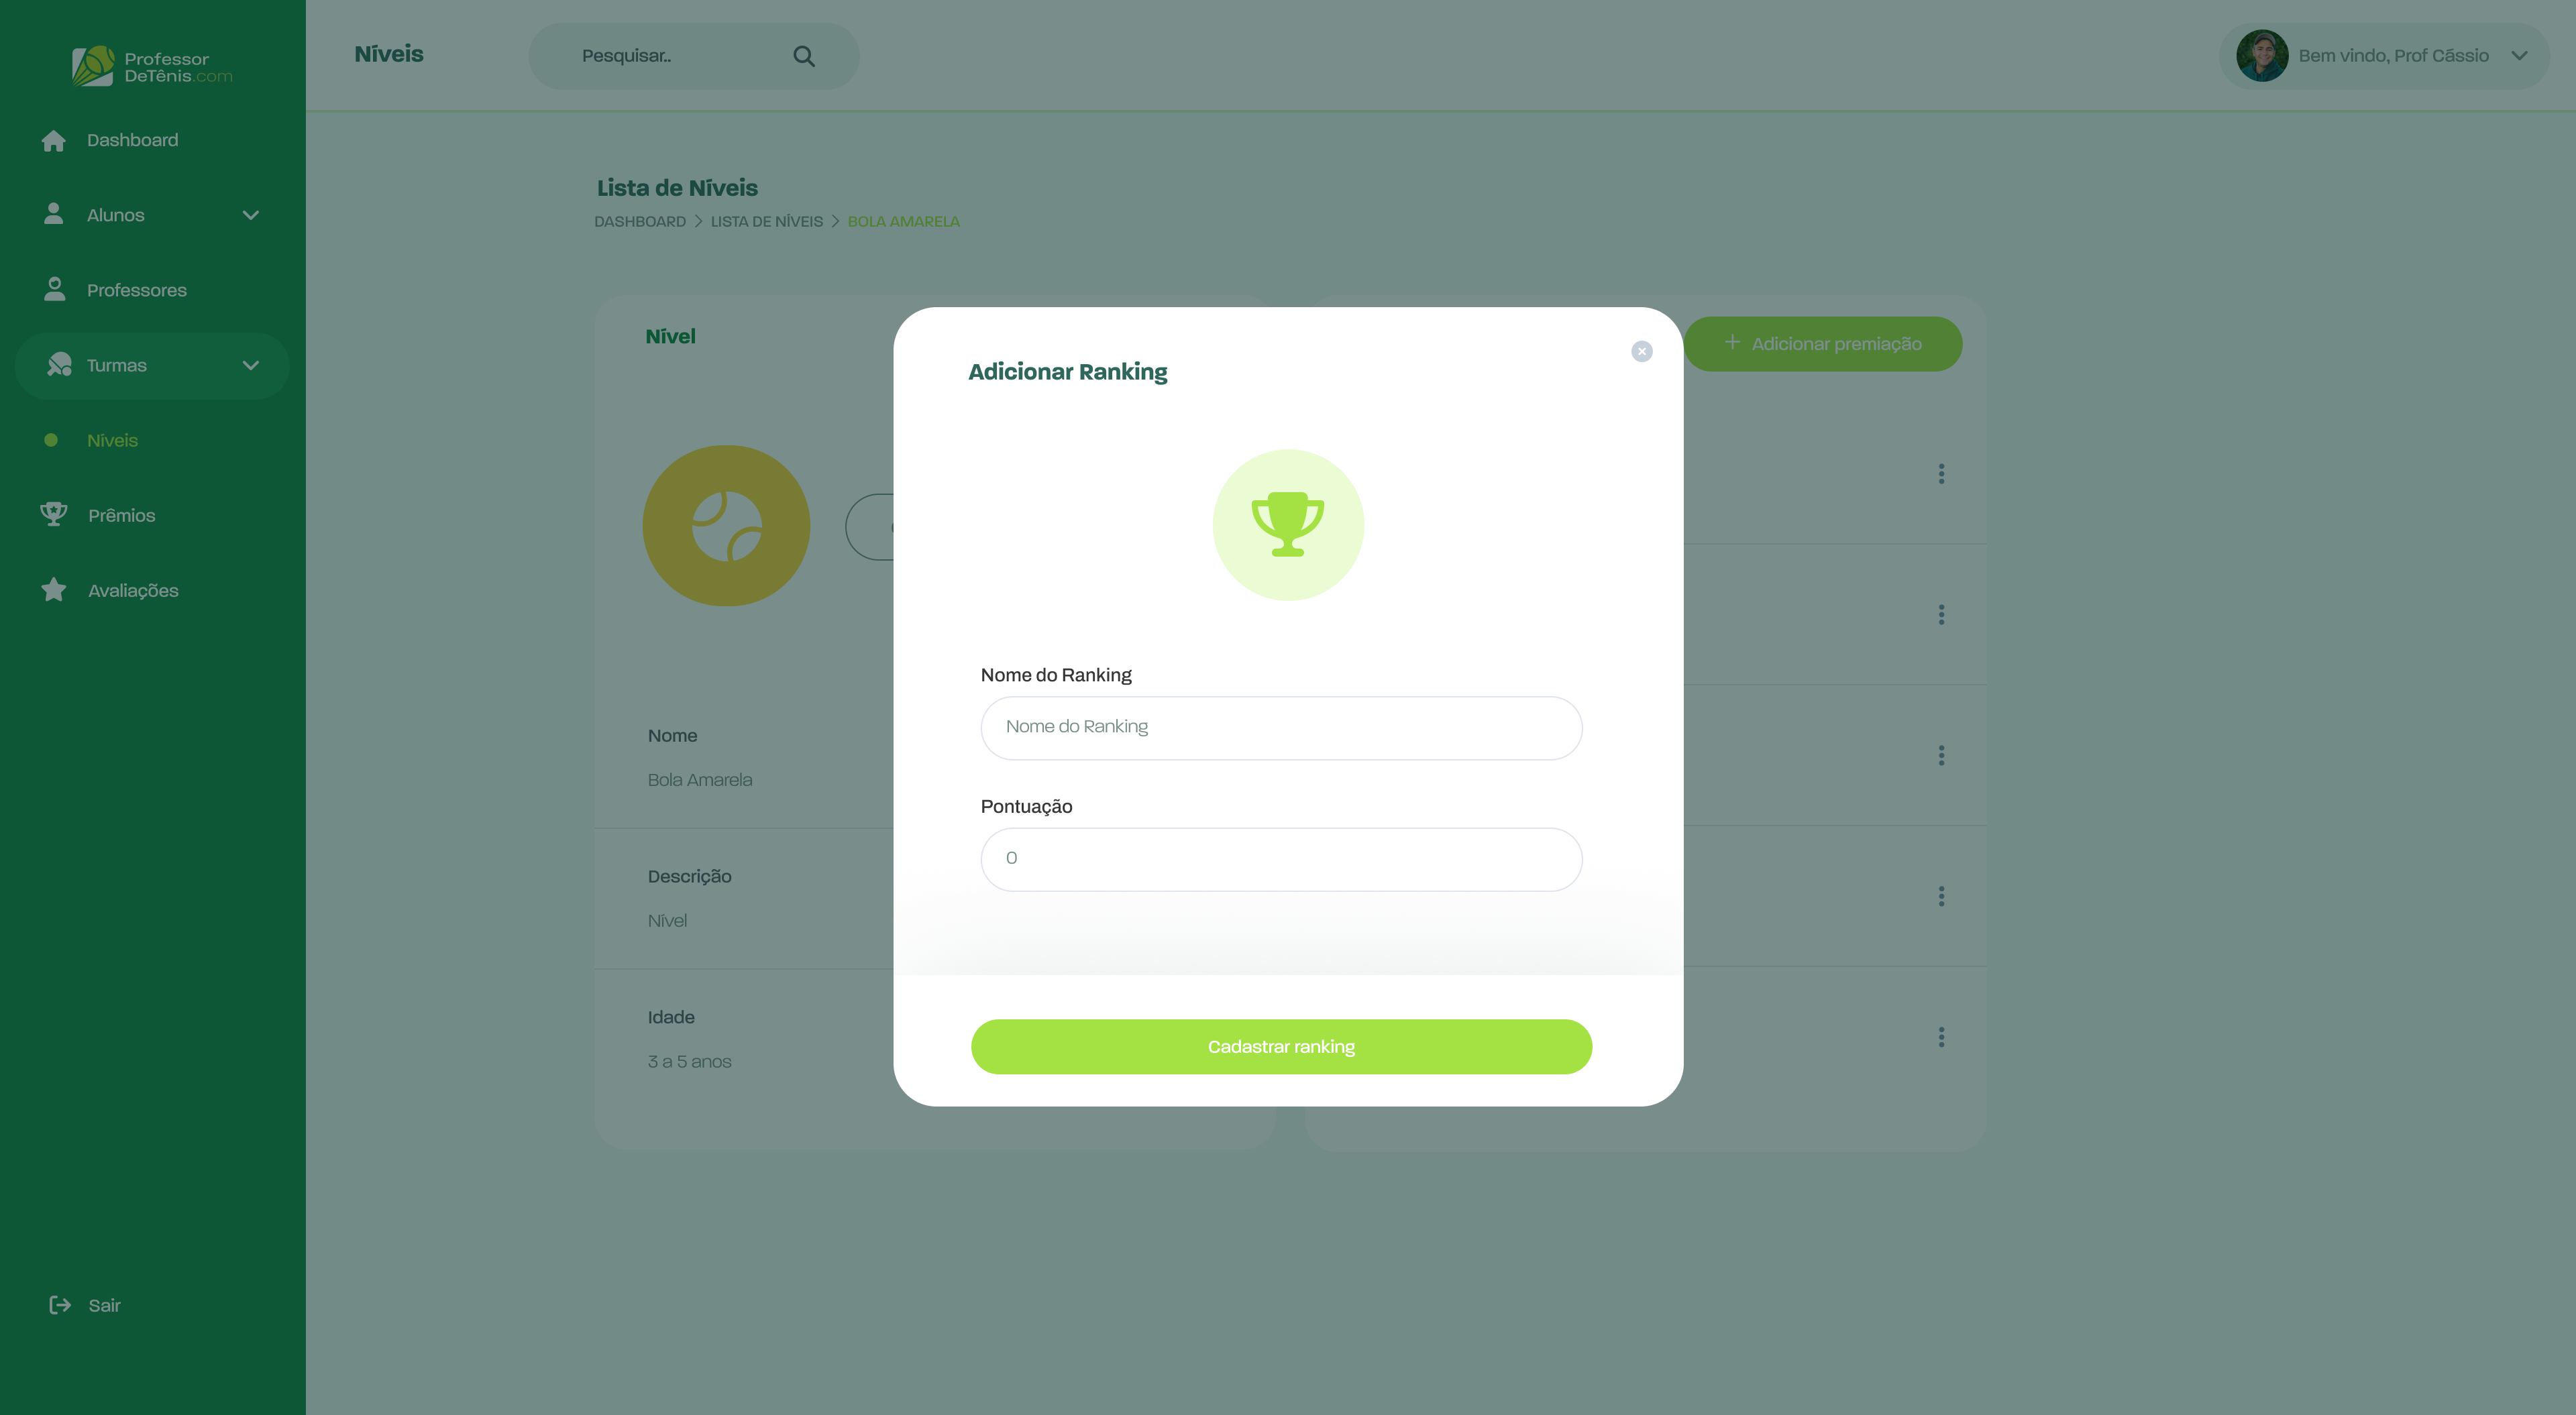 Professor
DeTênis.com
Dashboard
Alunos
Professores
Turmas
Níveis
Prêmios
Avaliações
Sair
Níveis
Pesquisar..
Bem vindo, Prof Cássio
Lista de Níveis
DASHBOARD > LISTA DE NÍVEIS > BOLA AMARELA
Nível
Nome
Bola Amarela
Descrição
Nível
Idade
3 a 5 anos
Adicionar premiação
Adicionar Ranking
Nome do Ranking
Nome do Ranking
Pontuação
0
Cadastrar ranking